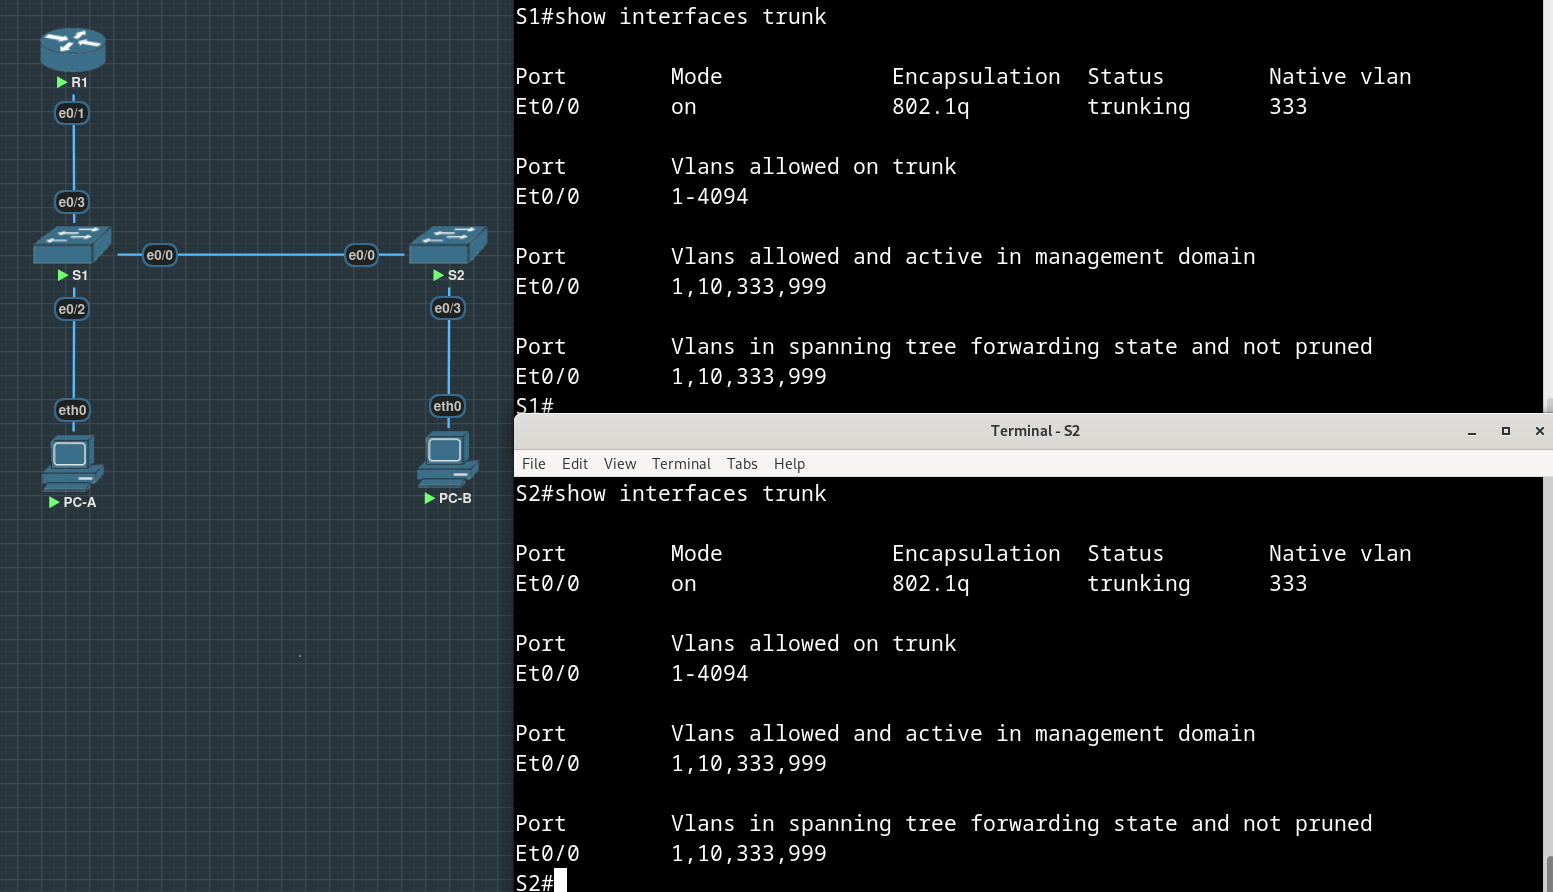 R1
e0/1
e0/3
S1
e0/0
e0/0
S2
e0/2
e0/3
eth0
eth0
PC-A
PC-B
S1#show interfaces trunk
Port Mode Encapsulation Status Native vlan
Et0/0 on 802.1q trunking 333
Port Vlans allowed on trunk
Et0/0 1-4094
Port Vlans allowed and active in management domain
Et0/0 1,10,333,999
Port Vlans in spanning tree forwarding state and not pruned
Et0/0 1,10,333,999
S1#
Terminal - S2
File Edit View Terminal Tabs Help
S2#show interfaces trunk
Port Mode Encapsulation Status Native vlan
Et0/0 on 802.1q trunking 333
Port Vlans allowed on trunk
Et0/0 1-4094
Port Vlans allowed and active in management domain
Et0/0 1,10,333,999
Port Vlans in spanning tree forwarding state and not pruned
Et0/0 1,10,333,999
S2#